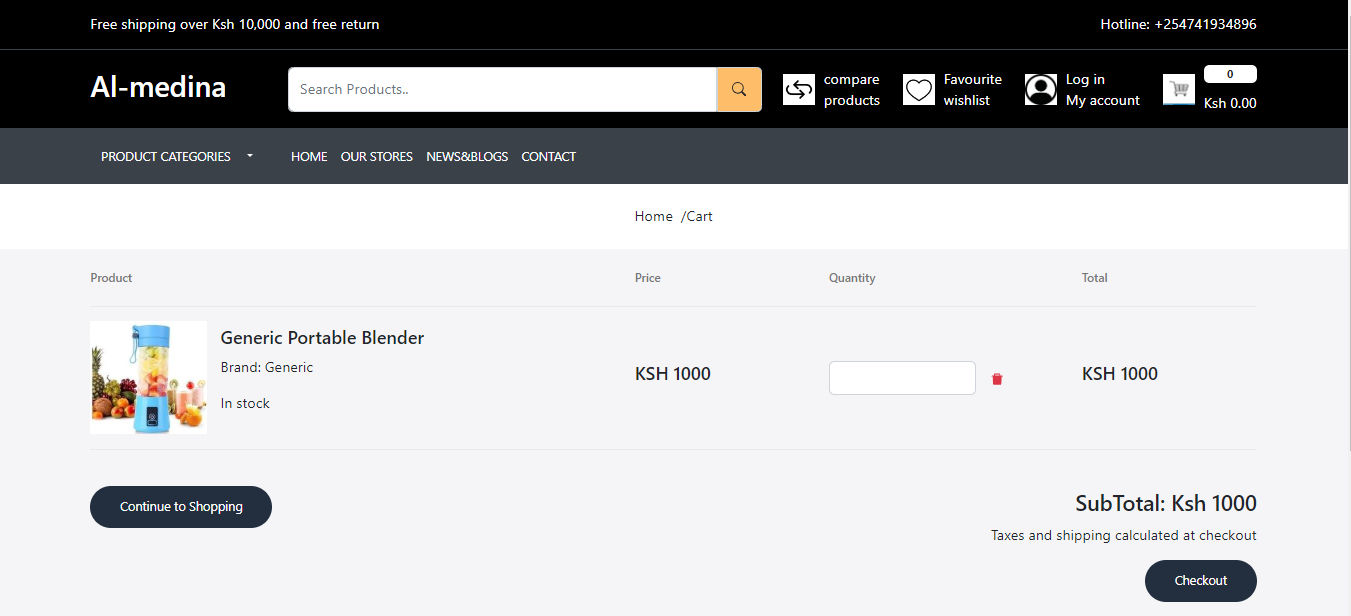 Free shipping over Ksh 10,000 and free return
Hotline: +254741934896
Al-medina
Search Products..
compare
products
Favourite
wishlist
Log in
My account
0
Ksh 0.00
PRODUCT CATEGORIES
HOME OUR STORES NEWS&BLOGS CONTACT
Home /Cart
Product Price Quantity Total
Generic Portable Blender
Brand: Generic
In stock
KSH 1000
KSH 1000
Continue to Shopping
SubTotal: Ksh 1000
Taxes and shipping calculated at checkout
Checkout